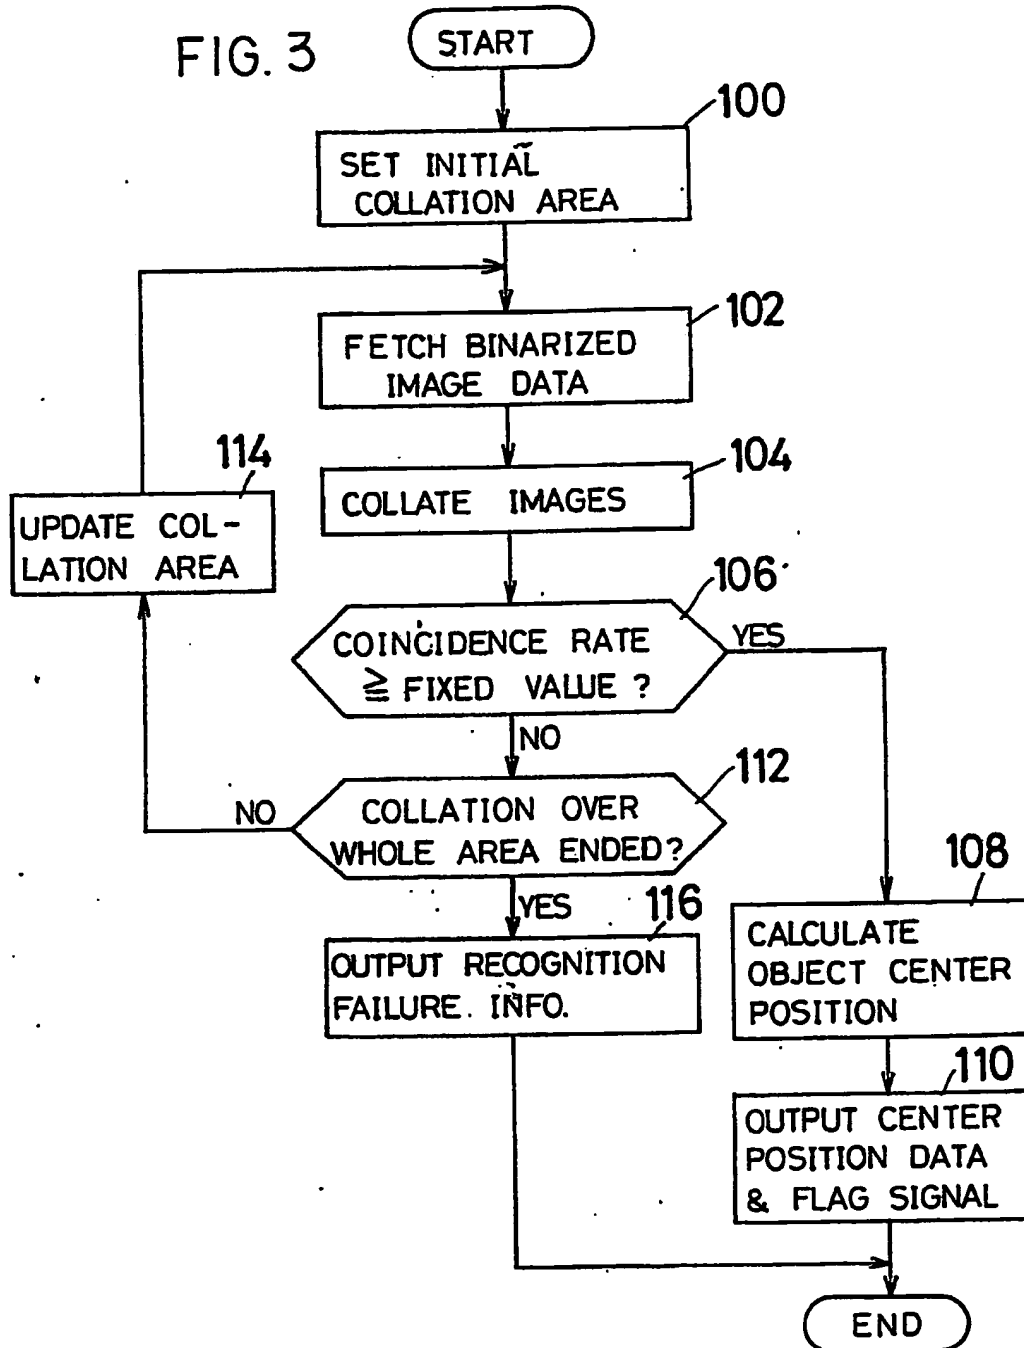 FIG. 3
START
100
SET INITIAL
COLLATION AREA
102
FETCH BINARIZED
IMAGE DATA
104
COLLATE IMAGES
114
UPDATE COL-
LATION AREA
106
COINCIDENCE RATE
≧ FIXED VALUE ?
YES
NO
112
COLLATION OVER
WHOLE AREA ENDED?
NO
YES
116
OUTPUT RECOGNITION
FAILURE. INFO.
108
CALCULATE
OBJECT CENTER
POSITION
110
OUTPUT CENTER
POSITION DATA
& FLAG SIGNAL
END